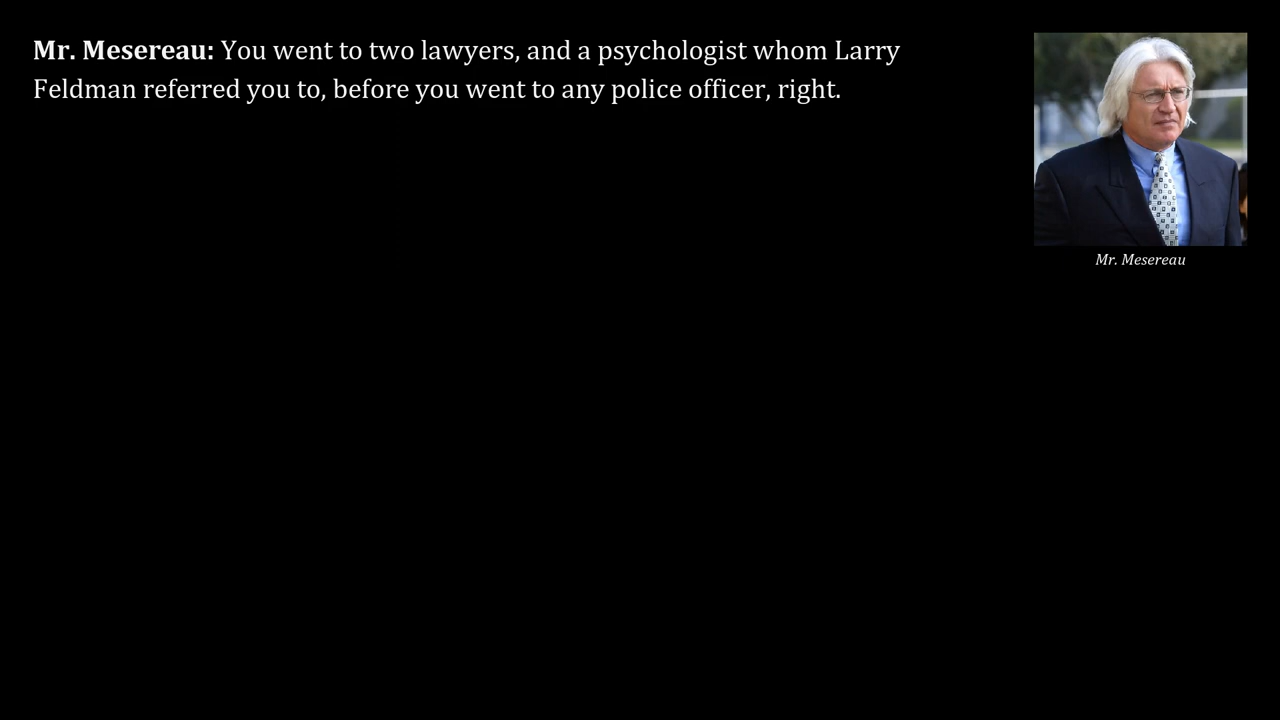 Mr. Mesereau: You went to two lawyers, and a psychologist whom Larry
Feldman referred you to, before you went to any police officer, right.
Mr. Mesereau